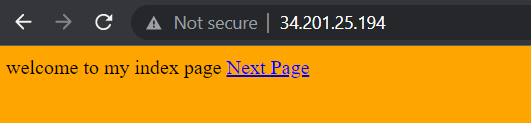 Not secure | 34.201.25.194
welcome to my index page Next Page